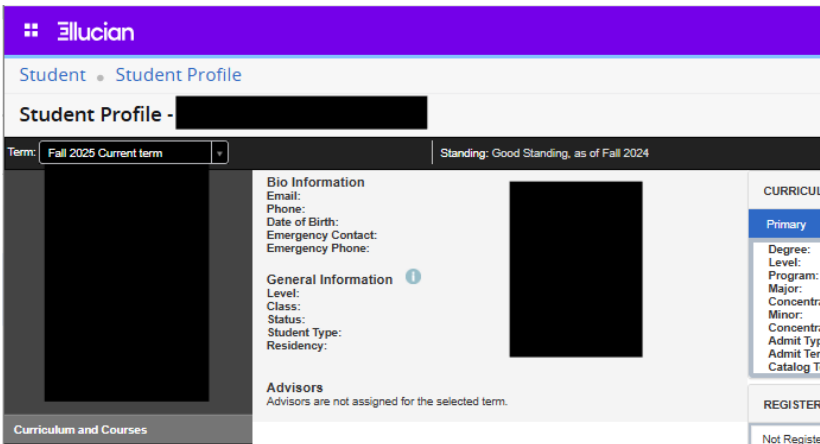 Ellucian
Student • Student Profile
Student Profile -
Term: Fall 2025 Current term
Standing: Good Standing, as of Fall 2024
Bio Information
Email:
Phone:
Date of Birth:
Emergency Contact:
Emergency Phone:
General Information
Level:
Class:
Status:
Student Type:
Residency:
Advisors
Advisors are not assigned for the selected term.
Curriculum and Courses
CURRICUL
Primary
Degree:
Level:
Program:
Major:
Concentra
Minor:
Concentra
Admit Typ
Admit Ter
Catalog T
REGISTER
Not Registe